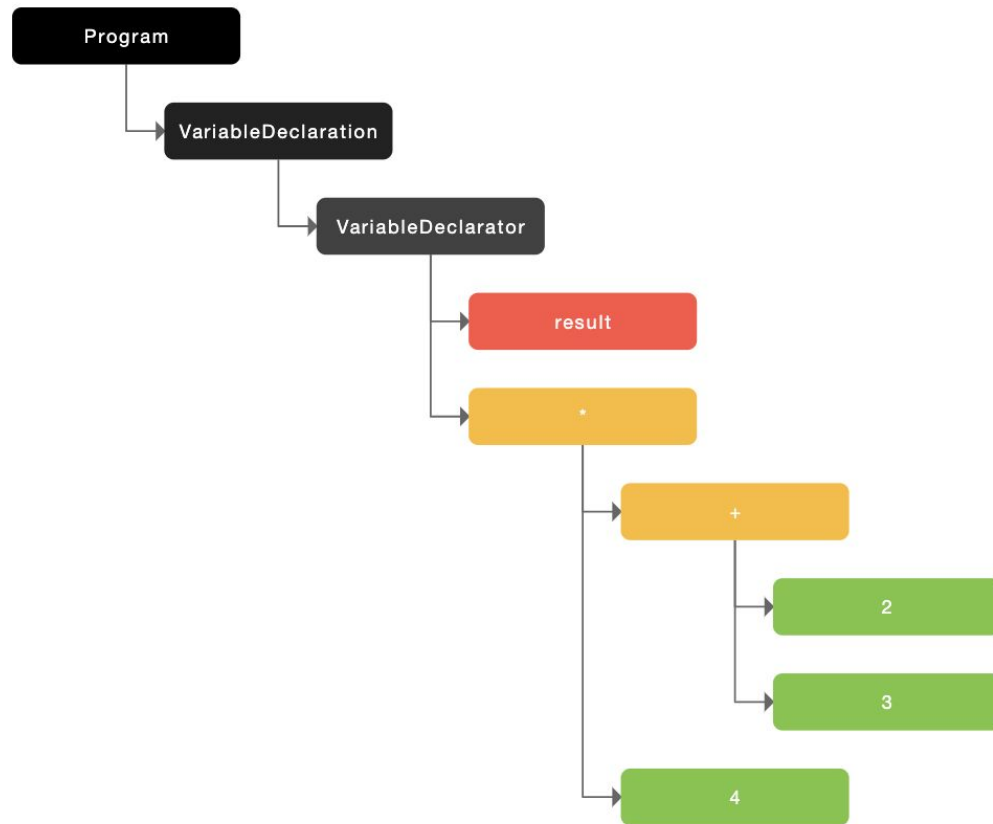 Program
VariableDeclaration
VariableDeclarator
result
*
+
2
3
4